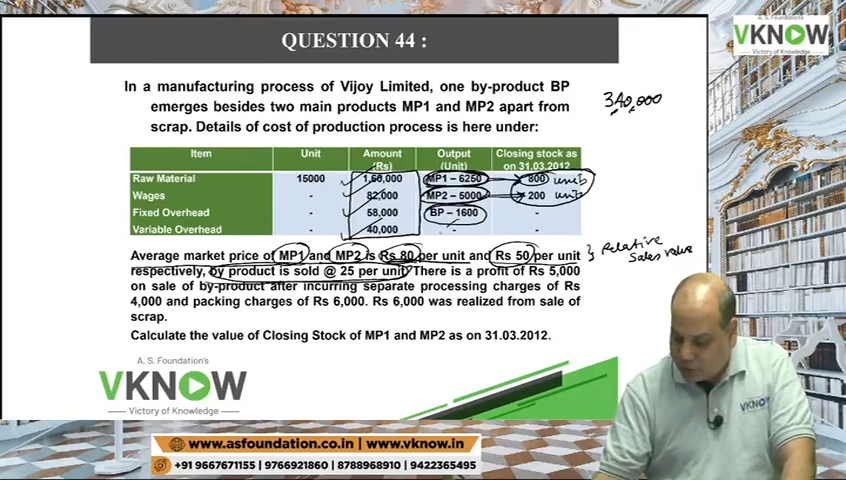 QUESTION 44 :
A. S. Foundation's
VKNOW
Victory of Knowledge
340,000
In a manufacturing process of Vijoy Limited, one by-product BP
emerges besides two main products MP1 and MP2 apart from
scrap. Details of cost of production process is here under:
Item Unit Amount (Rs) Output (Unit) Closing stock as on 31.03.2012
Raw Material 15000 1,60,000 MP1 – 6250 800 units
Wages - 82,000 MP2 – 5000 200 units
Fixed Overhead - 58,000 BP – 1600 -
Variable Overhead - 40,000 - -
Average market price of MP1 and MP2 is Rs 80 per unit and Rs 50 per unit
} Relative
Sales value
respectively, by product is sold @ 25 per unit. There is a profit of Rs 5,000
on sale of by-product after incurring separate processing charges of Rs
4,000 and packing charges of Rs 6,000. Rs 6,000 was realized from sale of
scrap.
Calculate the value of Closing Stock of MP1 and MP2 as on 31.03.2012.
A. S. Foundation's
VKNOW
- Victory of Knowledge -
VKNOW
www.asfoundation.co.in | www.vknow.in
+91 9667671155 | 9766921860 | 8788968910 | 9422365495